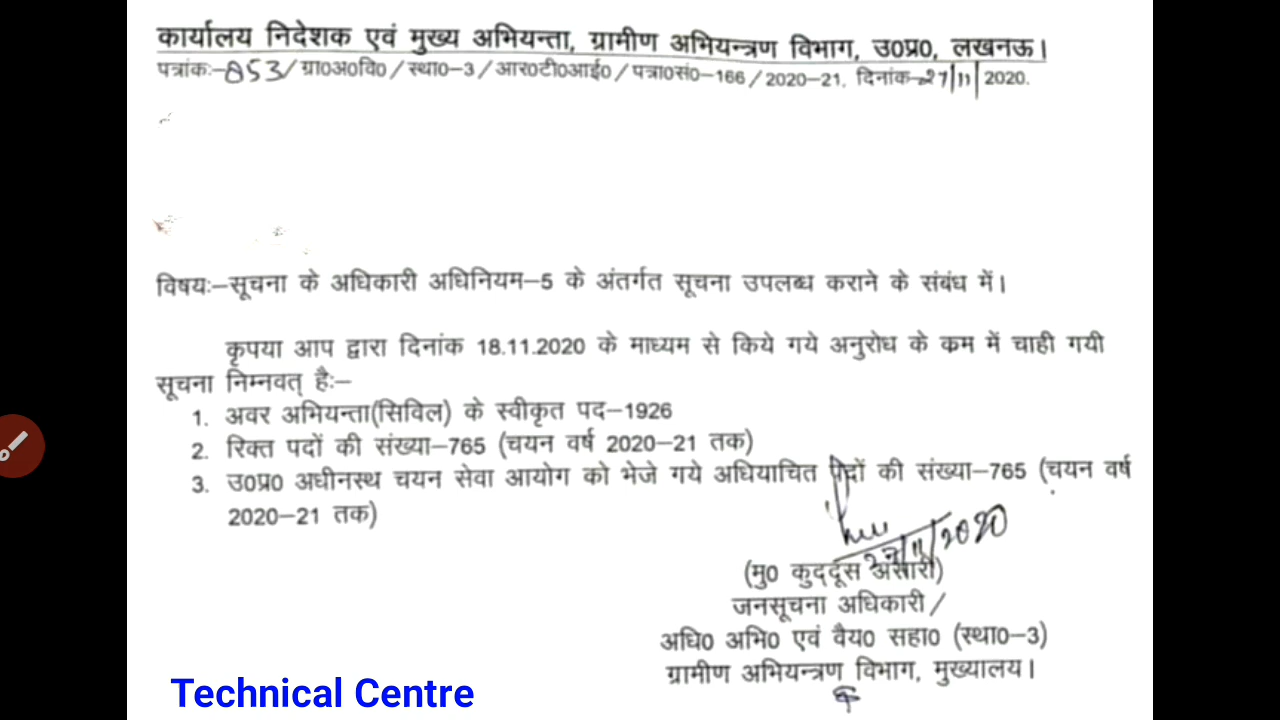 कार्यालय निदेशक एवं मुख्य अभियन्ता, ग्रामीण अभियन्त्रण विभाग, उ0प्र0, लखनऊ।
पत्रांकः-853/ग्रा0अ0वि0/स्था0-3/आर0टी0आई0/पत्रा0सं0-166/2020-21, दिनांक-27/11/2020.
विषयः-सूचना के अधिकारी अधिनियम-5 के अंतर्गत सूचना उपलब्ध कराने के संबंध में।
कृपया आप द्वारा दिनांक 18.11.2020 के माध्यम से किये गये अनुरोध के कम में चाही गयी
सूचना निम्नवत् हैः-
1. अवर अभियन्ता(सिविल) के स्वीकृत पद-1926
2. रिक्त पदों की संख्या-765 (चयन वर्ष 2020-21 तक)
3. उ0प्र0 अधीनस्थ चयन सेवा आयोग को भेजे गये अधियाचित पदों की संख्या-765 (चयन वर्ष
2020-21 तक)
27/11/2020
(मु0 कुद्दूस अंसारी)
जनसूचना अधिकारी/
अधि0 अभि0 एवं वैय0 सहा0 (स्था0-3)
ग्रामीण अभियन्त्रण विभाग, मुख्यालय।
Technical Centre